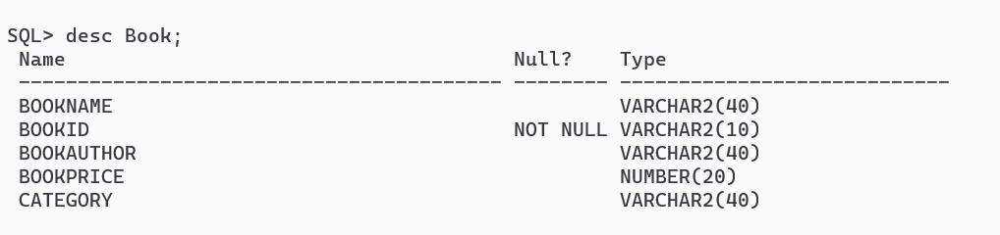 SQL> desc Book;
Name                                      Null?    Type
----------------------------------------- -------- ----------------------------
BOOKNAME                                           VARCHAR2(40)
BOOKID                                    NOT NULL VARCHAR2(10)
BOOKAUTHOR                                         VARCHAR2(40)
BOOKPRICE                                          NUMBER(20)
CATEGORY                                           VARCHAR2(40)